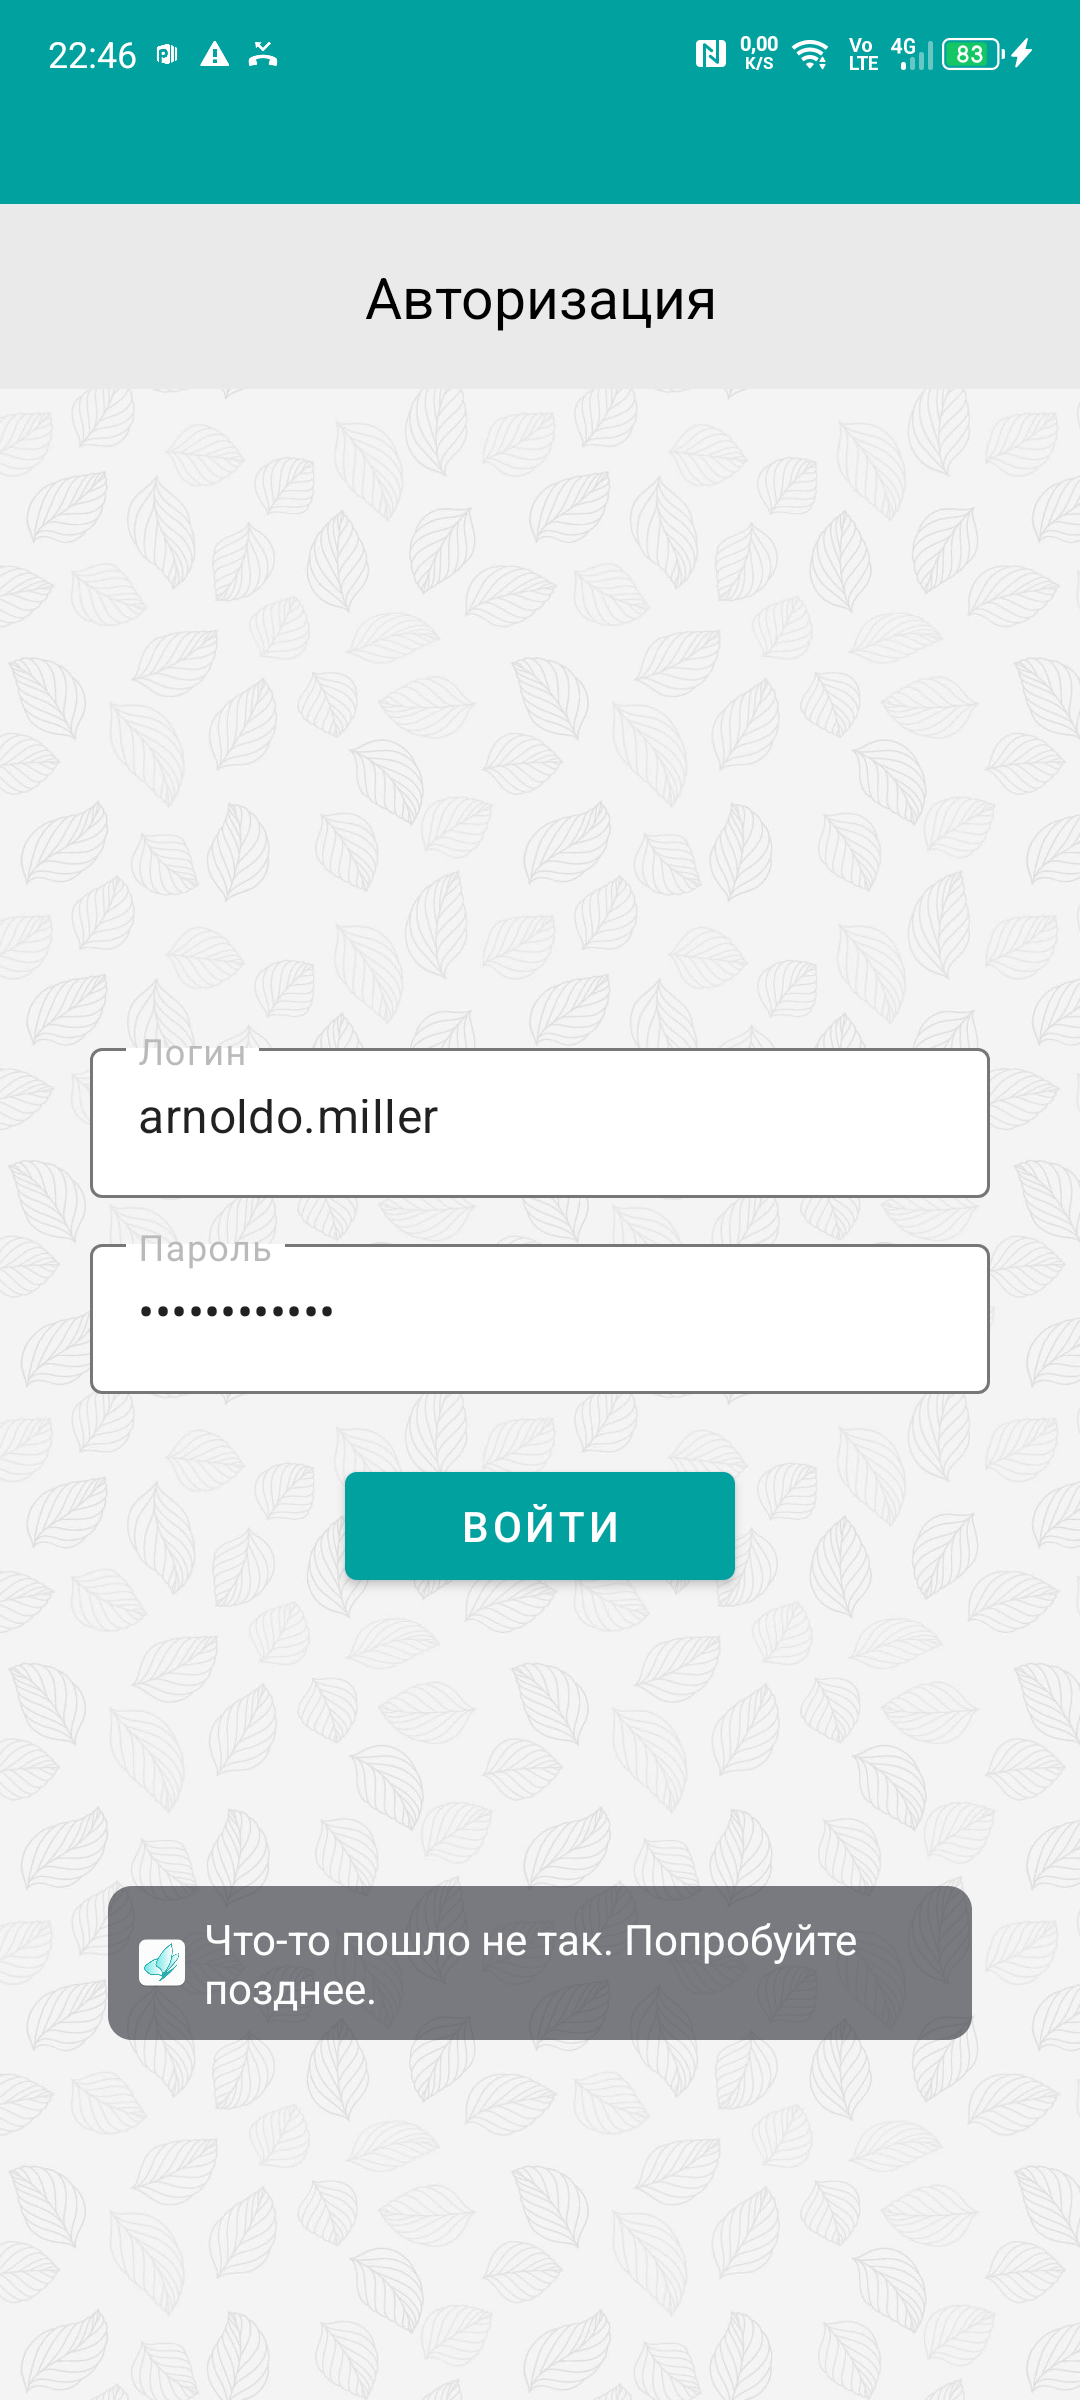 22:46 0,00 K/S Vo LTE 4G 83
Авторизация
Логин
arnoldo.miller
Пароль
••••••••••••
ВОЙТИ
Что-то пошло не так. Попробуйте
позднее.